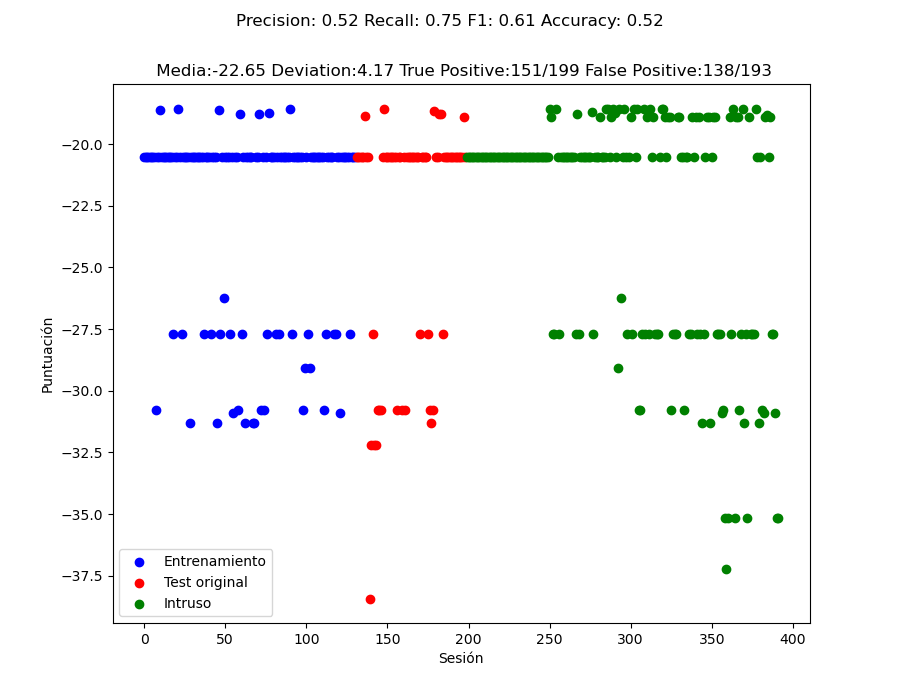 Precision: 0.52 Recall: 0.75 F1: 0.61 Accuracy: 0.52
Media:-22.65 Deviation:4.17 True Positive:151/199 False Positive:138/193
Puntuación
−20.0
−22.5
−25.0
−27.5
−30.0
−32.5
−35.0
−37.5
Entrenamiento
Test original
Intruso
0 50 100 150 200 250 300 350 400
Sesión